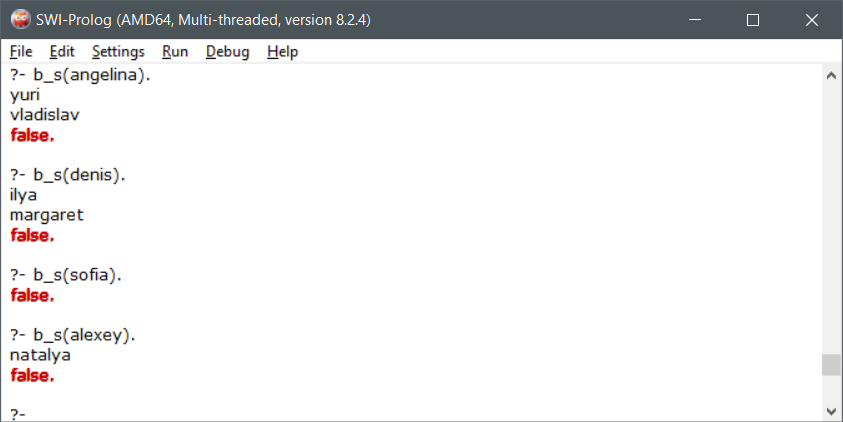 SWI-Prolog (AMD64, Multi-threaded, version 8.2.4)
File Edit Settings Run Debug Help
?- b_s(angelina).
yuri
vladislav
false.
?- b_s(denis).
ilya
margaret
false.
?- b_s(sofia).
false.
?- b_s(alexey).
natalya
false.
?-